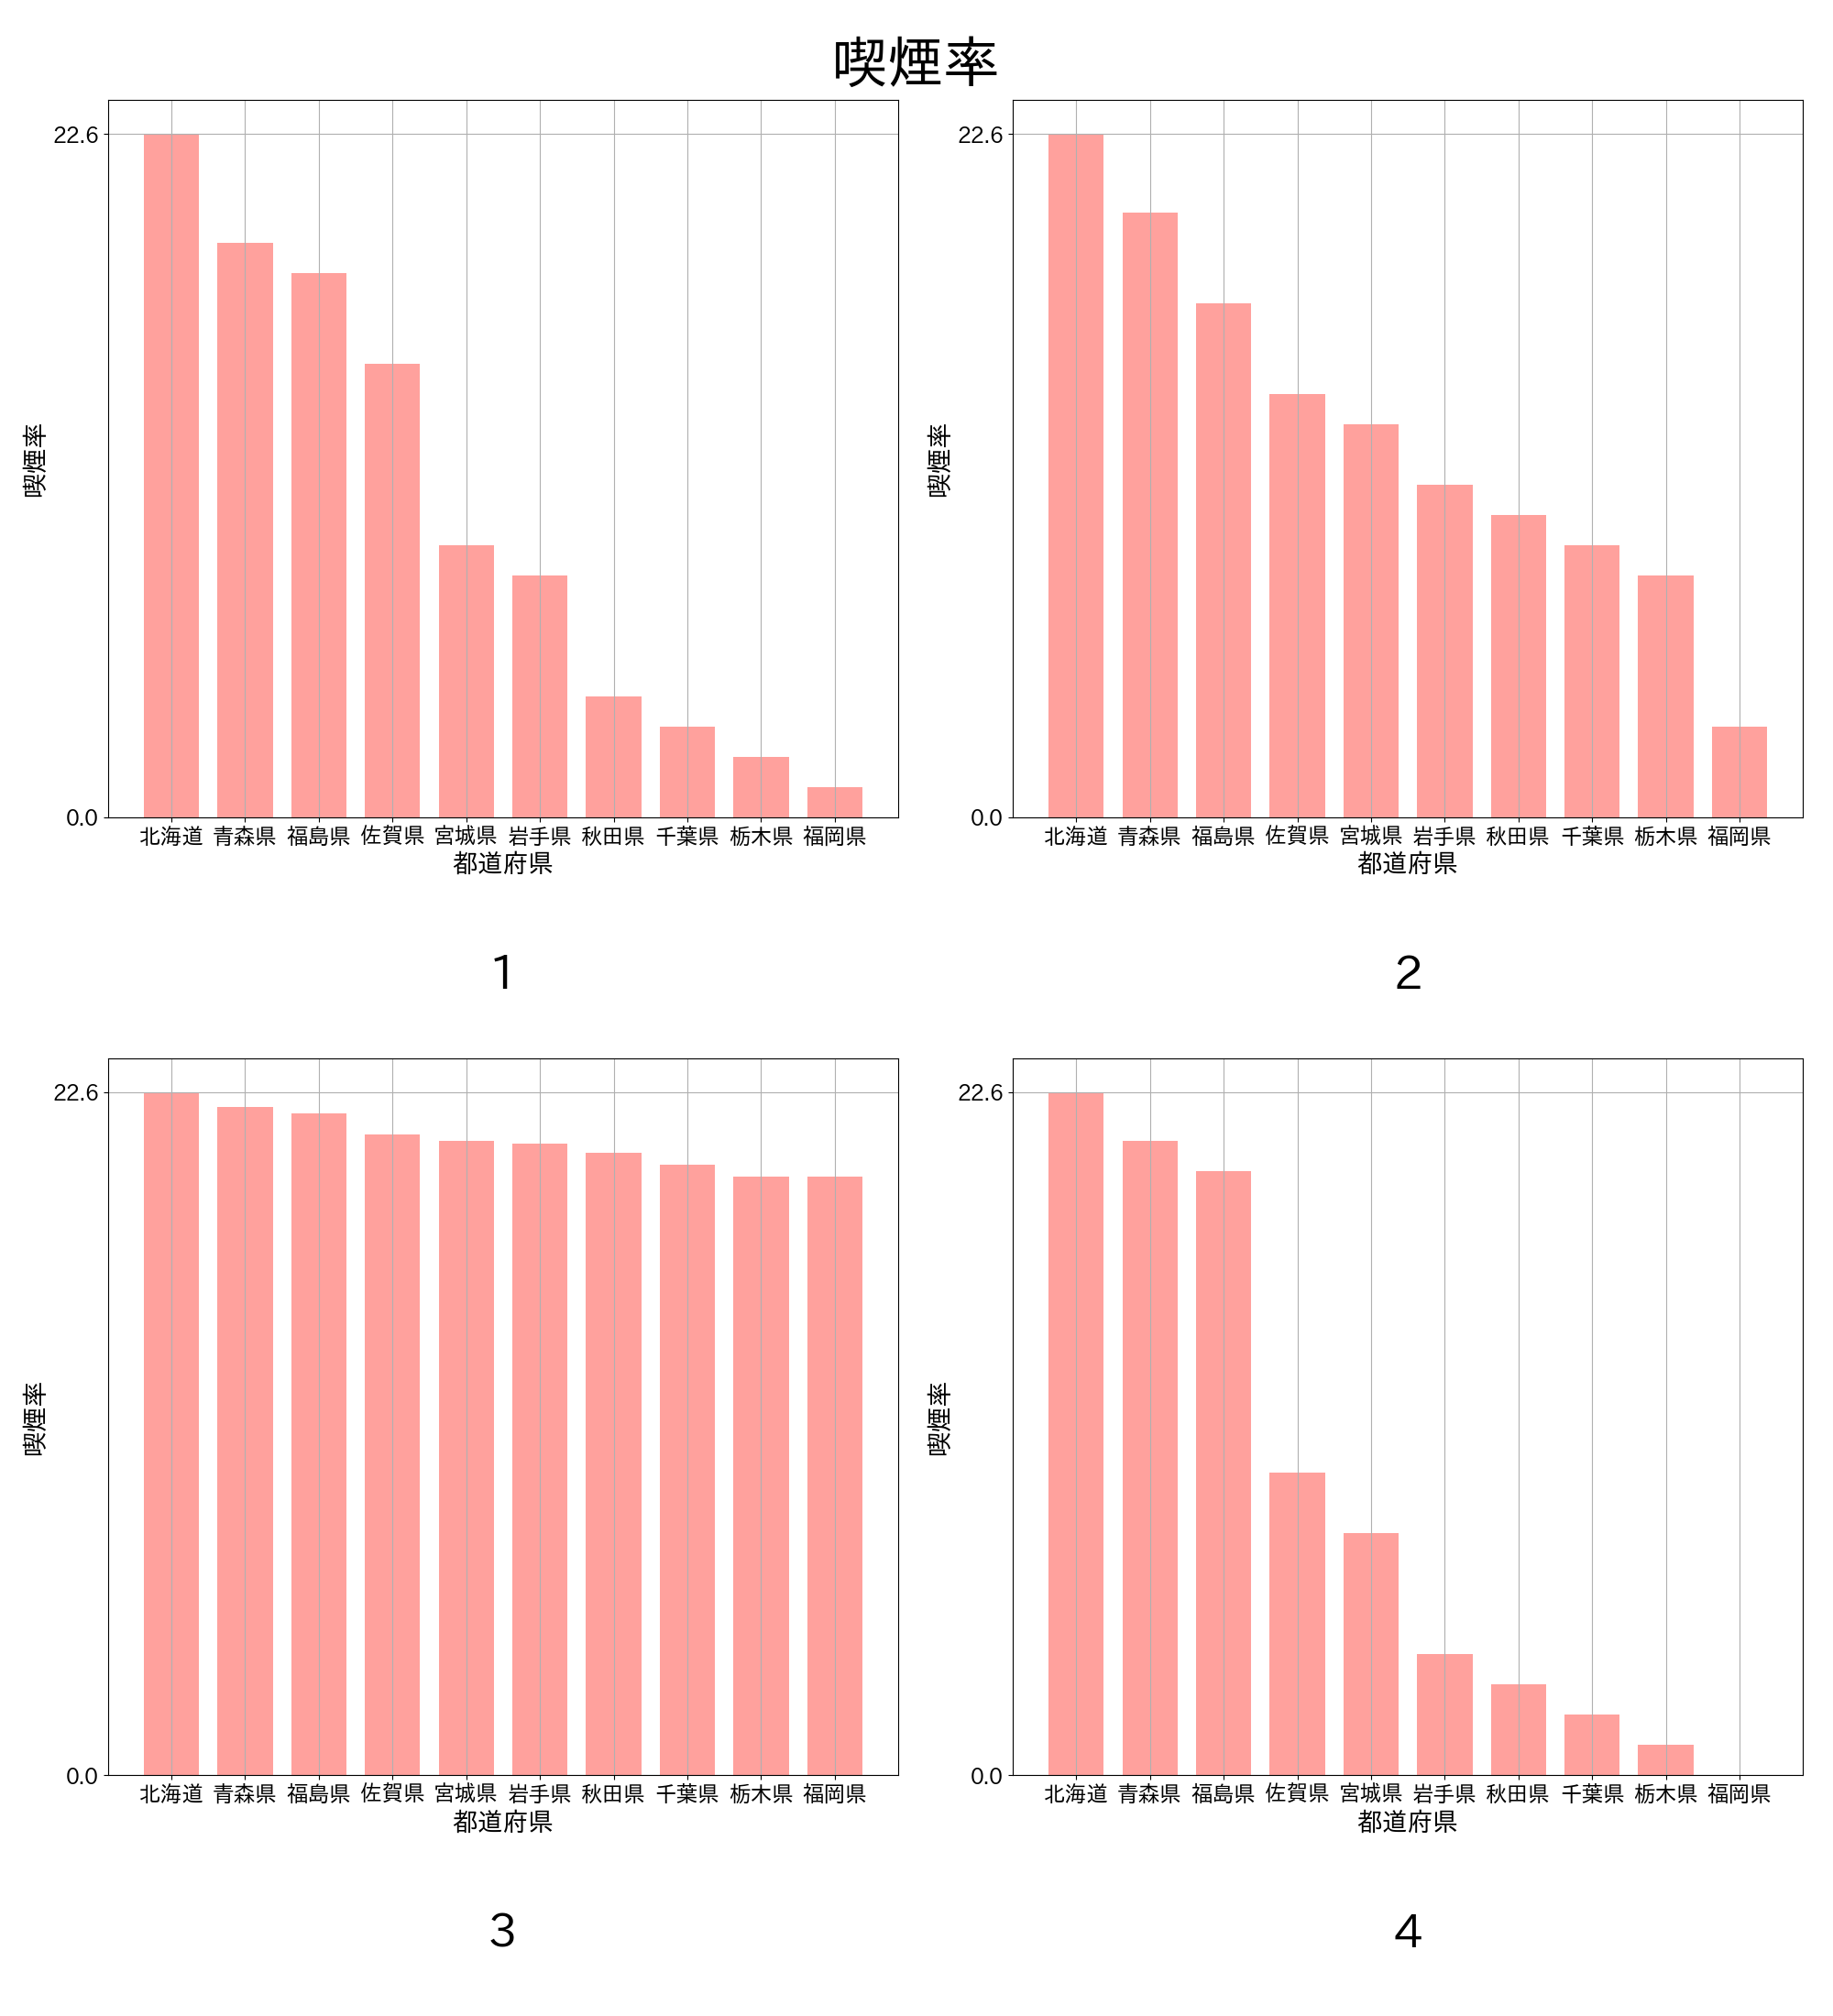 喫煙率
22.6
喫煙率
0.0
北海道 青森県 福島県 佐賀県 宮城県 岩手県 秋田県 千葉県 栃木県 福岡県
都道府県
1
22.6
喫煙率
0.0
北海道 青森県 福島県 佐賀県 宮城県 岩手県 秋田県 千葉県 栃木県 福岡県
都道府県
2
22.6
喫煙率
0.0
北海道 青森県 福島県 佐賀県 宮城県 岩手県 秋田県 千葉県 栃木県 福岡県
都道府県
3
22.6
喫煙率
0.0
北海道 青森県 福島県 佐賀県 宮城県 岩手県 秋田県 千葉県 栃木県 福岡県
都道府県
4